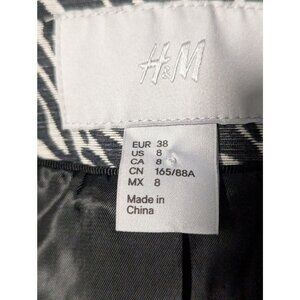 H&M
EUR 38
US 8
CA 8
CN 165/88A
MX 8
Made in
China